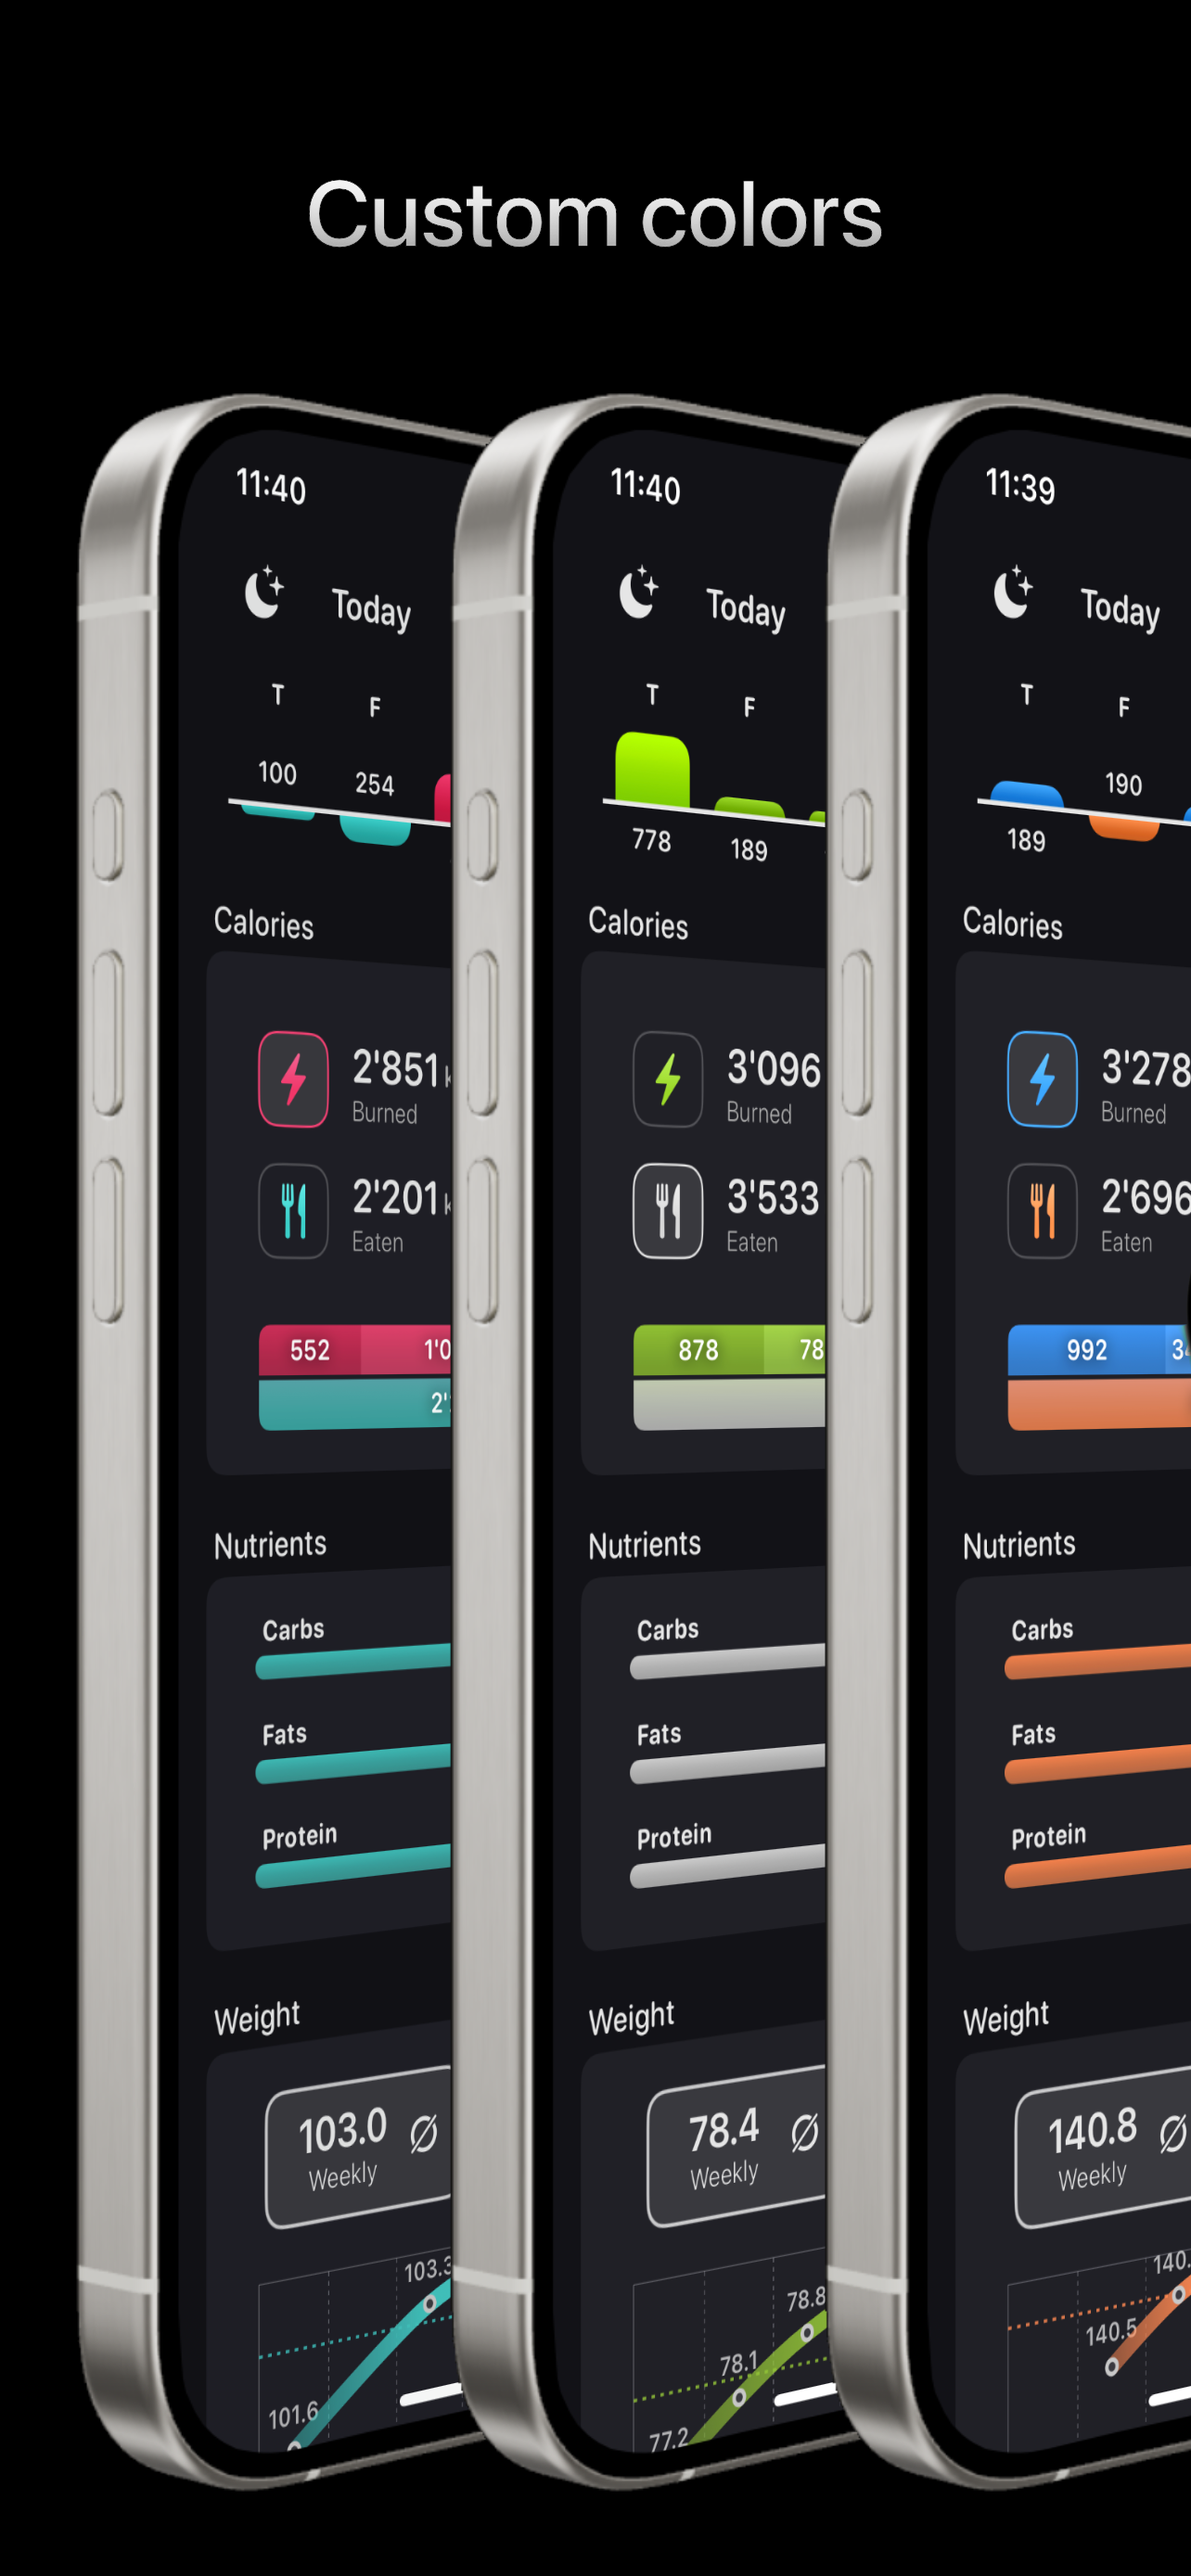 Custom colors
11:40
Today
T
F
100
254
Calories
2'851
Burned
2'201
Eaten
552
1'0
2'
Nutrients
Carbs
Fats
Protein
Weight
103.0 Ø
Weekly
103.3
101.6
11:40
Today
T
F
778
189
Calories
3'096
Burned
3'533
Eaten
878
78
Nutrients
Carbs
Fats
Protein
Weight
78.4 Ø
Weekly
78.8
78.1
77.2
11:39
Today
T
F
190
189
Calories
3'278
Burned
2'696
Eaten
992
Nutrients
Carbs
Fats
Protein
Weight
140.8 Ø
Weekly
140.
140.5